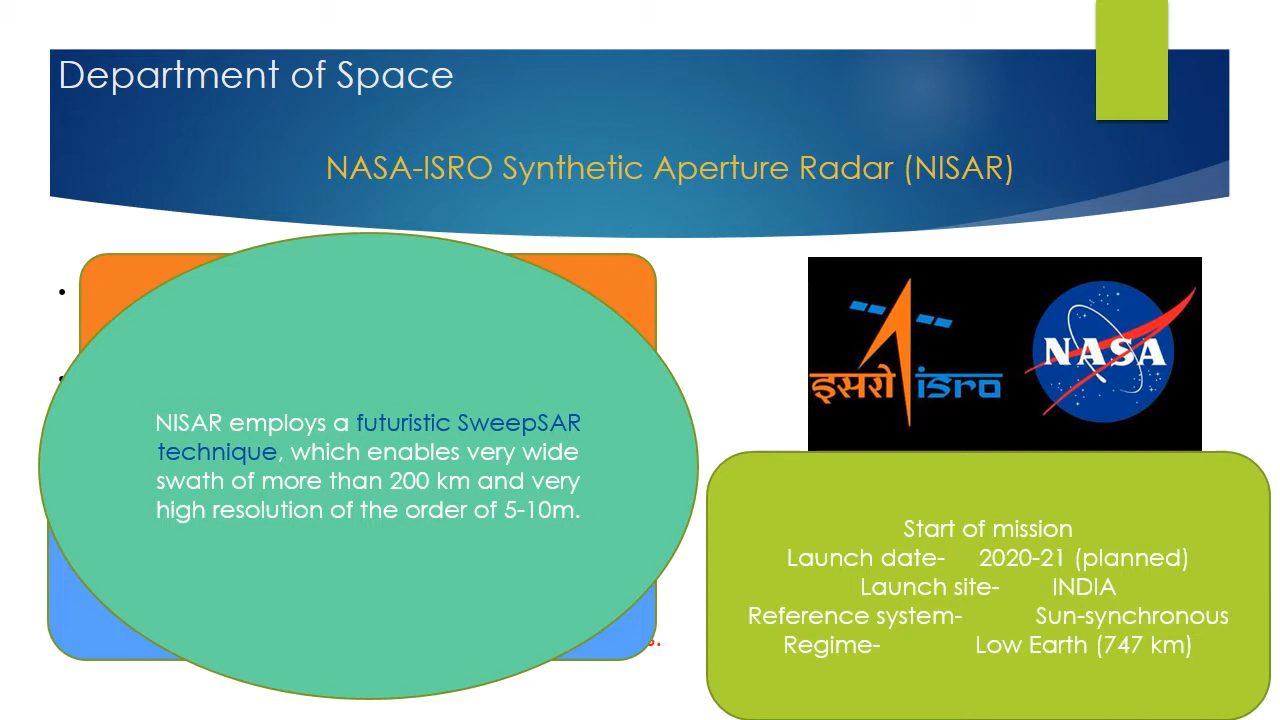 Department of Space
NASA-ISRO Synthetic Aperture Radar (NISAR)
NISAR employs a futuristic SweepSAR
technique, which enables very wide
swath of more than 200 km and very
high resolution of the order of 5-10m.
इसरो isro
NASA
Start of mission
Launch date- 2020-21 (planned)
Launch site- INDIA
Reference system- Sun-synchronous
Regime- Low Earth (747 km)